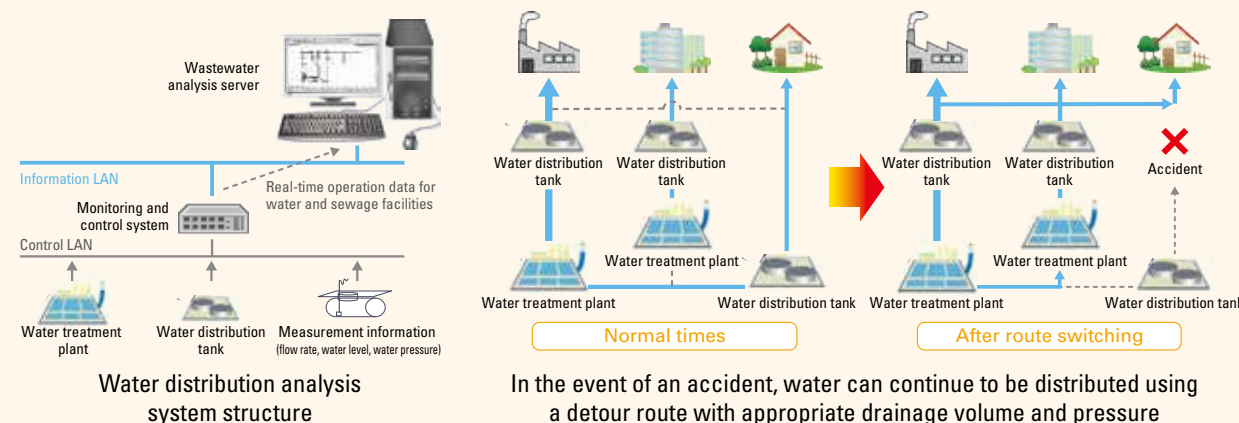 Wastewater
analysis server
Information LAN
Real-time operation data for
water and sewage facilities
Monitoring and
control system
Control LAN
Water treatment
plant
Water distribution
tank
Measurement information
(flow rate, water level, water pressure)
Water distribution analysis
system structure
Water distribution
tank
Water distribution
tank
Water treatment plant
Water treatment plant
Water distribution tank
Normal times
Water distribution
tank
Water distribution
tank
Accident
Water treatment plant
Water treatment plant
Water distribution tank
After route switching
In the event of an accident, water can continue to be distributed using
a detour route with appropriate drainage volume and pressure